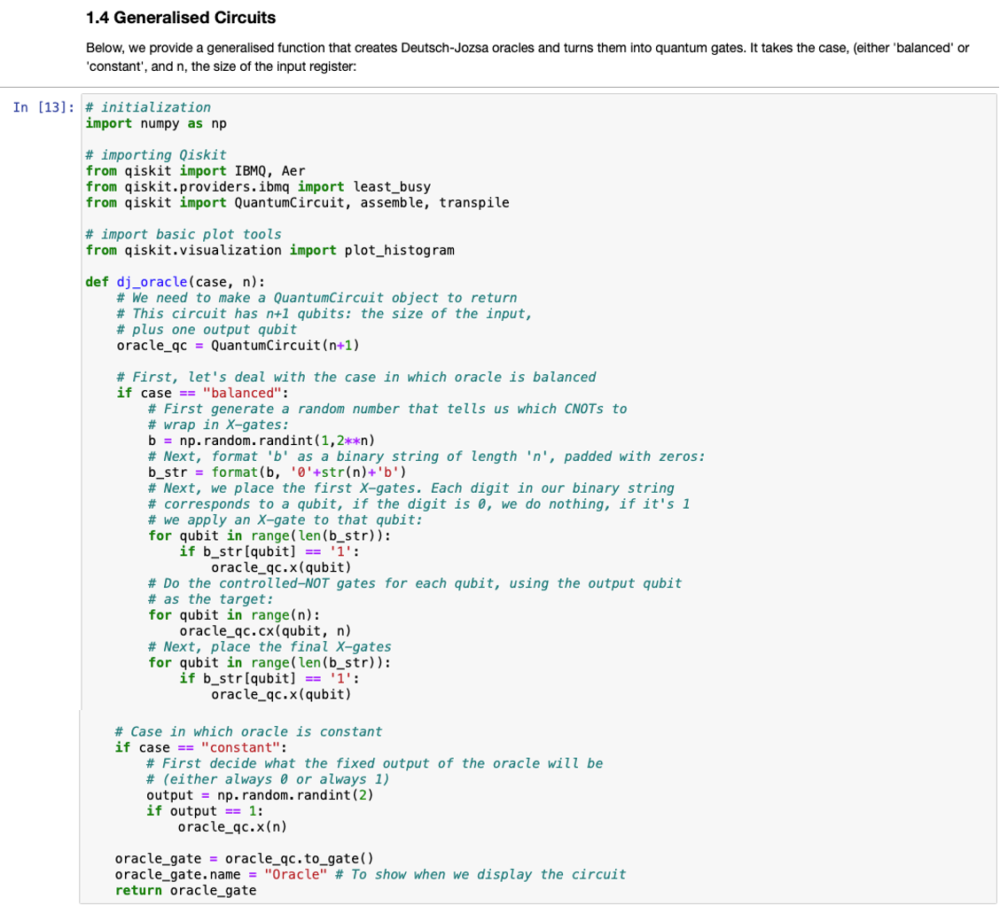 1.4 Generalised Circuits
Below, we provide a generalised function that creates Deutsch-Jozsa oracles and turns them into quantum gates. It takes the case, (either 'balanced' or
'constant', and n, the size of the input register:
In [13]: # initialization
import numpy as np

# importing Qiskit
from qiskit import IBMQ, Aer
from qiskit.providers.ibmq import least_busy
from qiskit import QuantumCircuit, assemble, transpile

# import basic plot tools
from qiskit.visualization import plot_histogram

def dj_oracle(case, n):
    # We need to make a QuantumCircuit object to return
    # This circuit has n+1 qubits: the size of the input,
    # plus one output qubit
    oracle_qc = QuantumCircuit(n+1)

    # First, let's deal with the case in which oracle is balanced
    if case == "balanced":
        # First generate a random number that tells us which CNOTs to
        # wrap in X-gates:
        b = np.random.randint(1,2**n)
        # Next, format 'b' as a binary string of length 'n', padded with zeros:
        b_str = format(b, '0'+str(n)+'b')
        # Next, we place the first X-gates. Each digit in our binary string
        # corresponds to a qubit, if the digit is 0, we do nothing, if it's 1
        # we apply an X-gate to that qubit:
        for qubit in range(len(b_str)):
            if b_str[qubit] == '1':
                oracle_qc.x(qubit)
        # Do the controlled-NOT gates for each qubit, using the output qubit
        # as the target:
        for qubit in range(n):
            oracle_qc.cx(qubit, n)
        # Next, place the final X-gates
        for qubit in range(len(b_str)):
            if b_str[qubit] == '1':
                oracle_qc.x(qubit)

    # Case in which oracle is constant
    if case == "constant":
        # First decide what the fixed output of the oracle will be
        # (either always 0 or always 1)
        output = np.random.randint(2)
        if output == 1:
            oracle_qc.x(n)

    oracle_gate = oracle_qc.to_gate()
    oracle_gate.name = "Oracle" # To show when we display the circuit
    return oracle_gate